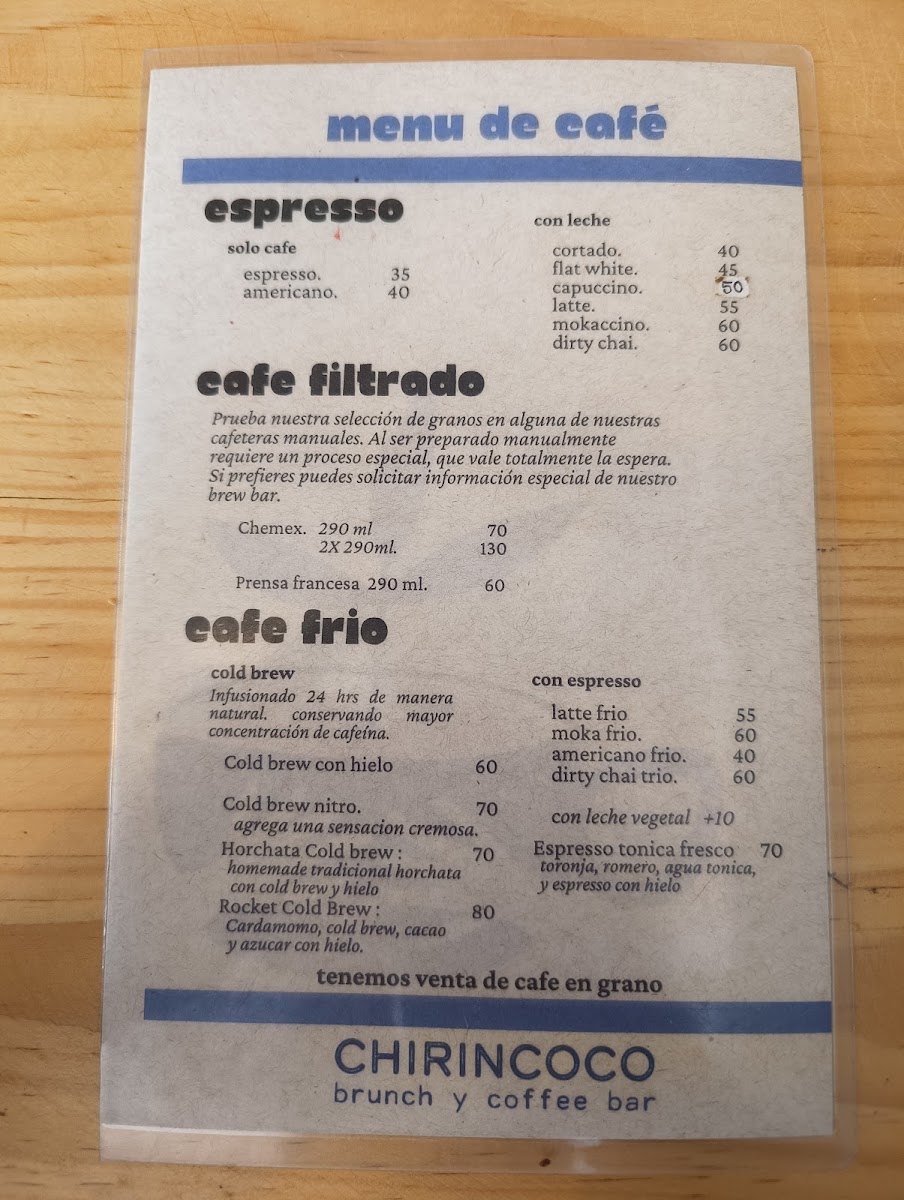 menu de café
espresso
solo cafe
espresso. 35
americano. 40
con leche
cortado. 40
flat white. 45
capuccino. 50
latte. 55
mokaccino. 60
dirty chai. 60
cafe filtrado
Prueba nuestra selección de granos en alguna de nuestras
cafeteras manuales. Al ser preparado manualmente
requiere un proceso especial, que vale totalmente la espera.
Si prefieres puedes solicitar información especial de nuestro
brew bar.
Chemex. 290 ml 70
2X 290ml. 130
Prensa francesa 290 ml. 60
cafe frio
cold brew
Infusionado 24 hrs de manera
natural. conservando mayor
concentración de cafeína.
Cold brew con hielo 60
Cold brew nitro. 70
agrega una sensacion cremosa.
Horchata Cold brew : 70
homemade tradicional horchata
con cold brew y hielo
Rocket Cold Brew : 80
Cardamomo, cold brew, cacao
y azucar con hielo.
con espresso
latte frio 55
moka frio. 60
americano frio. 40
dirty chai trio. 60
con leche vegetal +10
Espresso tonica fresco 70
toronja, romero, agua tonica,
y espresso con hielo
tenemos venta de cafe en grano
CHIRINCOCO
brunch y coffee bar